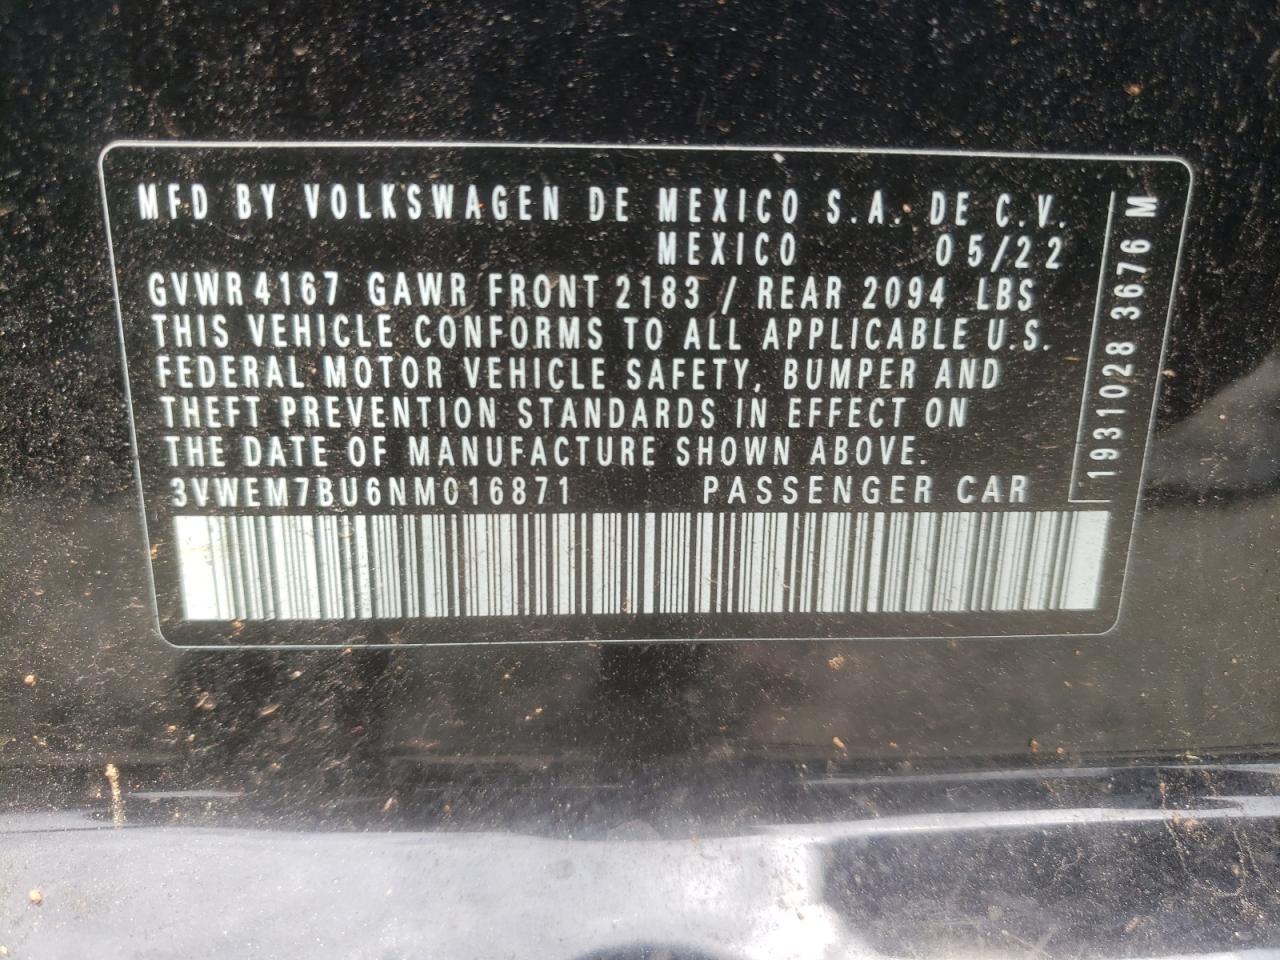 MFD BY VOLKSWAGEN DE MEXICO S.A. DE C.V.
MEXICO 05/22
GVWR 4167 GAWR FRONT 2183 / REAR 2094 LBS
THIS VEHICLE CONFORMS TO ALL APPLICABLE U.S.
FEDERAL MOTOR VEHICLE SAFETY, BUMPER AND
THEFT PREVENTION STANDARDS IN EFFECT ON
THE DATE OF MANUFACTURE SHOWN ABOVE.
3VWEM7BU6NM016871 PASSENGER CAR
1931028 3676 M